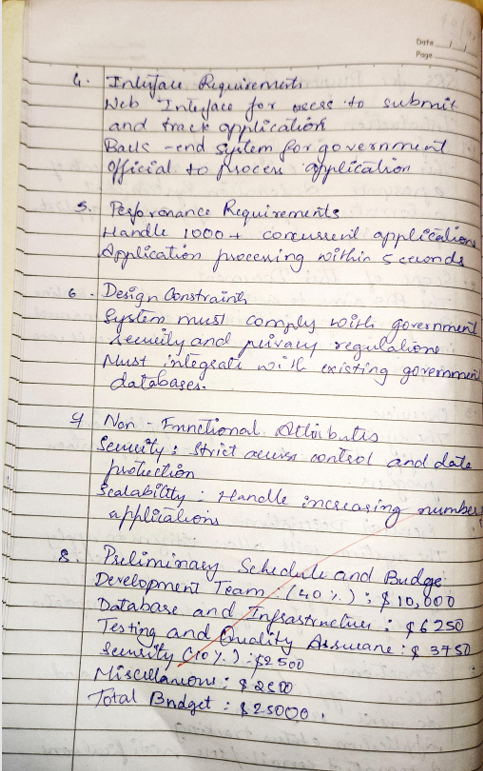 Date / /
Page
4. Interface Requirements
Web Interface for users to submit
and track application
Back-end system for government
official to process application
5. Performance Requirements
Handle 1000+ concurrent applications
Application processing within 5 seconds
6. Design Constraints
System must comply with government
security and privacy regulations
Must integrate with existing government
databases.
7 Non-Functional Attributes
Security: Strict access control and data
protection
Scalability: Handle increasing number
applications
8. Preliminary Schedule and Budge
Development Team: (40%): $10,000
Database and Infrastructure: $6250
Testing and Quality Assurane: $3750
Security (10%): $2500
Miscellaneous: $2500
Total Budget: $25000.